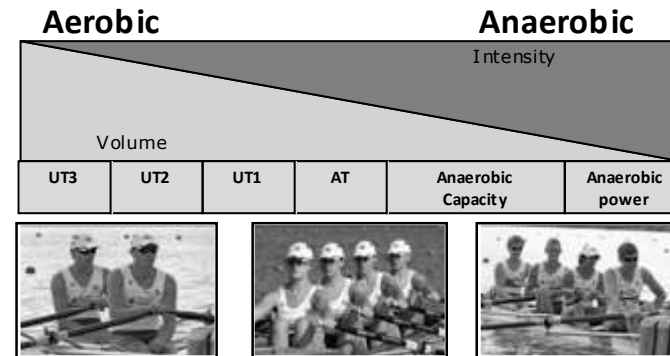 Aerobic Anaerobic
Intensity
Volume
UT3 UT2 UT1 AT Anaerobic Anaerobic
Capacity power